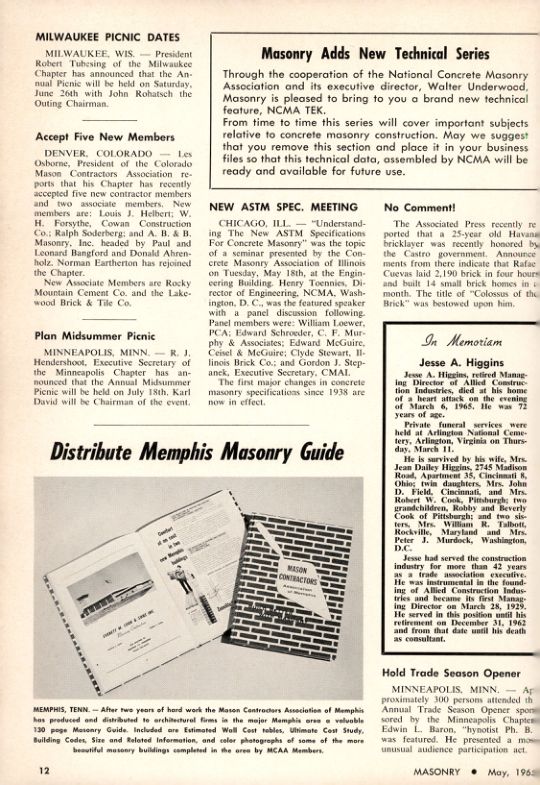 MILWAUKEE PICNIC DATES
MILWAUKEE, WIS. — President
Robert Tubesing of the Milwaukee
Chapter has announced that the An-
nual Picnic will be held on Saturday,
June 26th with John Rohatsch the
Outing Chairman.
Accept Five New Members
DENVER, COLORADO — Les
Osborne, President of the Colorado
Mason Contractors Association re-
ports that his Chapter has recently
accepted five new contractor members
and two associate members. New
members are: Louis J. Helbert; W.
H. Forsythe, Cowan Construction
Co.; Ralph Soderberg; and A. B. & B.
Masonry, Inc. headed by Paul and
Leonard Bangford and Donald Ahren-
holz. Norman Eartherton has rejoined
the Chapter.
New Associate Members are Rocky
Mountain Cement Co. and the Lake-
wood Brick & Tile Co.
Plan Midsummer Picnic
MINNEAPOLIS, MINN. — R. J.
Hendershoot, Executive Secretary of
the Minneapolis Chapter has an-
nounced that the Annual Midsummer
Picnic will be held on July 18th. Karl
David will be Chairman of the event.
Masonry Adds New Technical Series
Through the cooperation of the National Concrete Masonry
Association and its executive director, Walter Underwood,
Masonry is pleased to bring to you a brand new technical
feature, NCMA TEK.
From time to time this series will cover important subjects
relative to concrete masonry construction. May we suggest
that you remove this section and place it in your business
files so that this technical data, assembled by NCMA will be
ready and available for future use.
NEW ASTM SPEC. MEETING
CHICAGO, ILL. — "Understand-
ing The New ASTM Specifications
For Concrete Masonry" was the topic
of a seminar presented by the Con-
crete Masonry Association of Illinois
on Tuesday, May 18th, at the Engin-
eering Building. Henry Toennies, Di-
rector of Engineering, NCMA, Wash-
ington, D. C., was the featured speaker
with a panel discussion following.
Panel members were: William Loewer,
PCA; Edward Schroeder, C. F. Mur-
phy & Associates; Edward McGuire,
Ceisel & McGuire; Clyde Stewart, Il-
linois Brick Co.; and Gordon J. Step-
anek, Executive Secretary, CMAI.
The first major changes in concrete
masonry specifications since 1938 are
now in effect.
No Comment!
The Associated Press recently re
ported that a 25-year old Havana
bricklayer was recently honored by
the Castro government. Announce
ments from there indicate that Rafae
Cuevas laid 2,190 brick in four hours
and built 14 small brick homes in a
month. The title of "Colossus of the
Brick" was bestowed upon him.
In Memoriam
Jesse A. Higgins
Jesse A. Higgins, retired Manag-
ing Director of Allied Construc-
tion Industries, died at his home
of a heart attack on the evening
of March 6, 1965. He was 72
years of age.
Private funeral services were
held at Arlington National Ceme-
tery, Arlington, Virginia on Thurs-
day, March 11.
He is survived by his wife, Mrs.
Jean Dailey Higgins, 2745 Madison
Road, Apartment 35, Cincinnati 8,
Ohio; twin daughters, Mrs. John
D. Field, Cincinnati, and Mrs.
Robert W. Cook, Pittsburgh; two
grandchildren, Robby and Beverly
Cook of Pittsburgh; and two sis-
ters, Mrs. William R. Talbott,
Rockville, Maryland and Mrs.
Peter J. Murdock, Washington,
D.C.
Jesse had served the construction
industry for more than 42 years
as a trade association executive.
He was instrumental in the found-
ing of Allied Construction Indus-
tries and became its first Manag-
ing Director on March 28, 1929.
He served in this position until his
retirement on December 31, 1962
and from that date until his death
as consultant.
Distribute Memphis Masonry Guide
Comfort
at no cost
in two
new Memphis
buildings
EVERETT W. COOK & SONS INC.
MASON
CONTRACTORS
Association
of Memphis
MEMPHIS, TENN. — After two years of hard work the Mason Contractors Association of Memphis
has produced and distributed to architectural firms in the major Memphis area a valuable
130 page Masonry Guide. Included are Estimated Wall Cost tables, Ultimate Cost Study,
Building Codes, Size and Related Information, and color photographs of some of the more
beautiful masonry buildings completed in the area by MCAA Members.
Hold Trade Season Opener
MINNEAPOLIS, MINN. — Ap
proximately 300 persons attended th
Annual Trade Season Opener spon
sored by the Minneapolis Chapter
Edwin L. Baron, "hynotist Ph. B.
was featured. He presented a mos
unusual audience participation act.
12
MASONRY • May, 1965